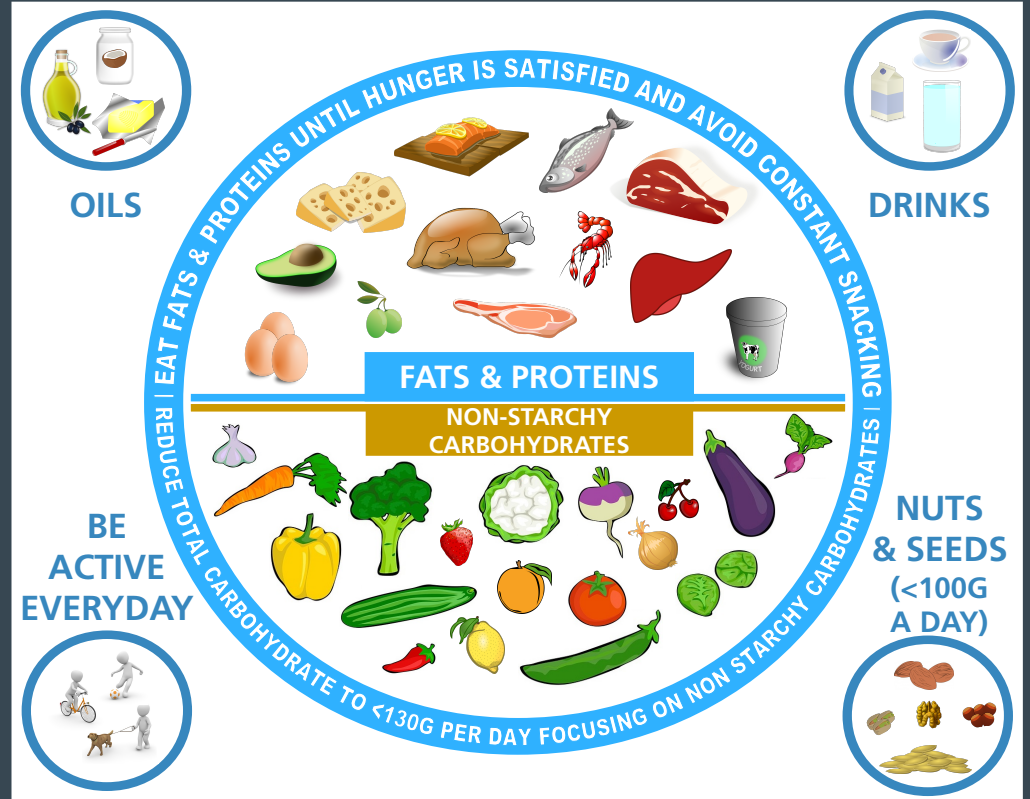 OILS
DRINKS
| EAT FATS & PROTEINS UNTIL HUNGER IS SATISFIED AND AVOID CONSTANT SNACKING |
FATS & PROTEINS
NON-STARCHY
CARBOHYDRATES
REDUCE TOTAL CARBOHYDRATE TO <130G PER DAY FOCUSING ON NON STARCHY CARBOHYDRATES
YOGURT
BE
ACTIVE
EVERYDAY
NUTS
& SEEDS
(<100G
A DAY)